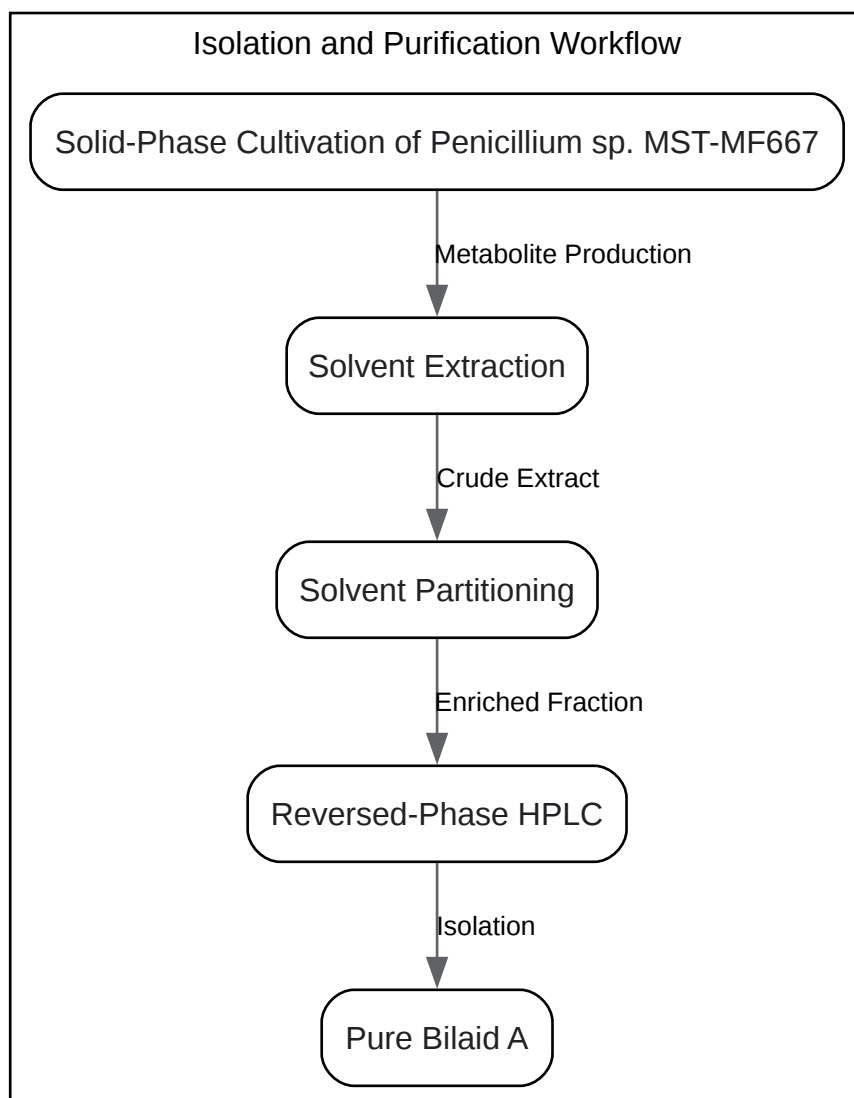 Isolation and Purification Workflow
Solid-Phase Cultivation of Penicillium sp. MST-MF667
Metabolite Production
Solvent Extraction
Crude Extract
Solvent Partitioning
Enriched Fraction
Reversed-Phase HPLC
Isolation
Pure Bilaid A